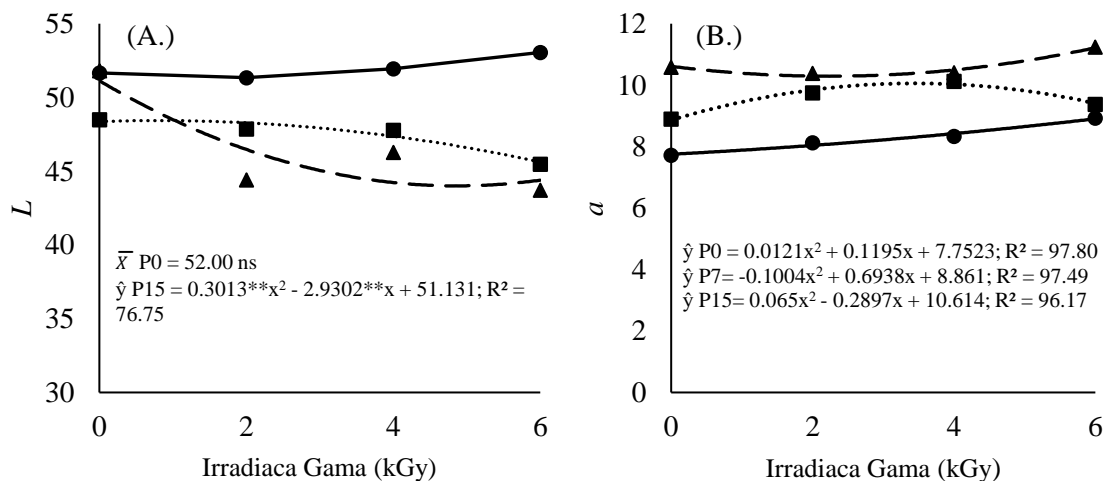 (A.)
55
50
45
40
35
30
L
X̅ P0 = 52.00 ns
ŷ P15 = 0.3013**x² - 2.9302**x + 51.131; R² =
76.75
0 2 4 6
Irradiaca Gama (kGy)
(B.)
12
10
8
6
4
2
0
a
ŷ P0 = 0.0121x² + 0.1195x + 7.7523; R² = 97.80
ŷ P7= -0.1004x² + 0.6938x + 8.861; R² = 97.49
ŷ P15= 0.065x² - 0.2897x + 10.614; R² = 96.17
0 2 4 6
Irradiaca Gama (kGy)